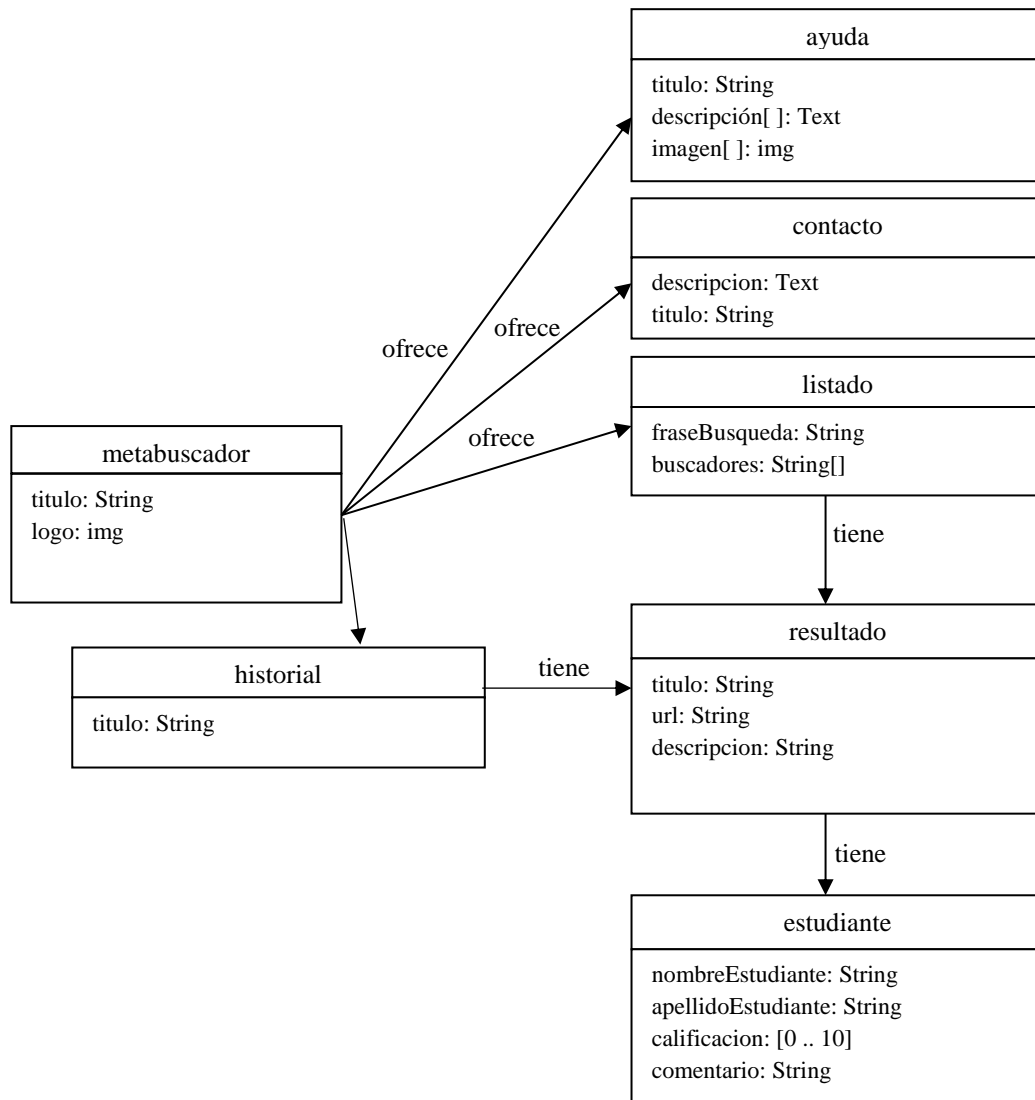 ayuda
titulo: String
descripción[ ]: Text
imagen[ ]: img
contacto
descripcion: Text
titulo: String
ofrece
ofrece
listado
fraseBusqueda: String
buscadores: String[]
ofrece
metabuscador
titulo: String
logo: img
tiene
historial
titulo: String
tiene
resultado
titulo: String
url: String
descripcion: String
tiene
estudiante
nombreEstudiante: String
apellidoEstudiante: String
calificacion: [0 .. 10]
comentario: String